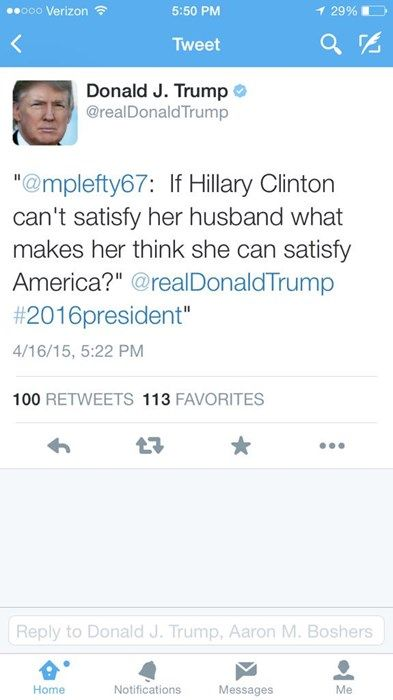 Verizon 5:50 PM 29%
Tweet
Donald J. Trump
@realDonaldTrump
"@mplefty67:  If Hillary Clinton
can't satisfy her husband what
makes her think she can satisfy
America?" @realDonaldTrump
#2016president"
4/16/15, 5:22 PM
100 RETWEETS 113 FAVORITES
Reply to Donald J. Trump, Aaron M. Boshers
Home Notifications Messages Me